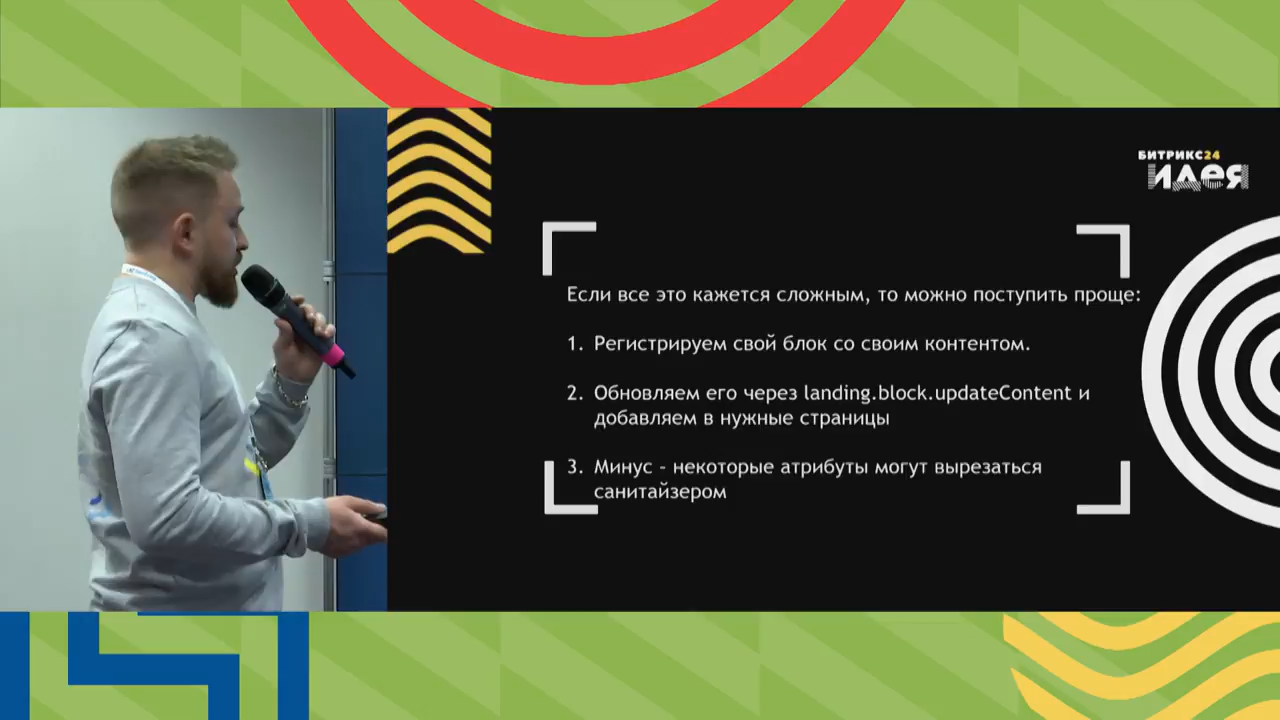 БИТРИКС24
идея
Если все это кажется сложным, то можно поступить проще:
1. Регистрируем свой блок со своим контентом.
2. Обновляем его через landing.block.updateContent и
добавляем в нужные страницы
3. Минус - некоторые атрибуты могут вырезаться
санитайзером